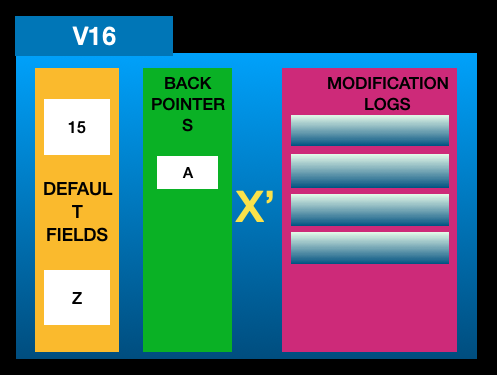 V16
15
DEFAUL
T
FIELDS
Z
BACK
POINTER
S
A
X’
MODIFICATION
LOGS